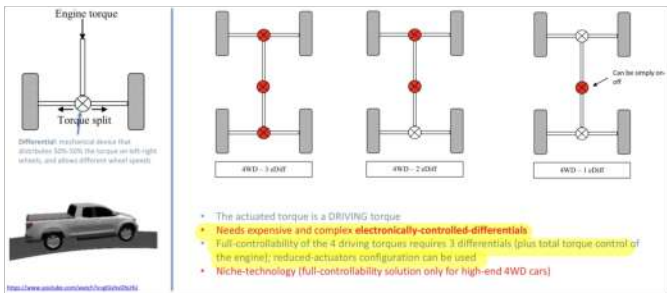 Engine torque
Torque split
Differential: mechanical device that
distributes 50%-50% the torque on left-right
wheels, and allows different wheel speeds
4WD – 3 eDiff
4WD – 2 eDiff
4WD – 1 eDiff
Can be simply on-
off
• The actuated torque is a DRIVING torque
• Needs expensive and complex electronically-controlled-differentials
• Full-controllability of the 4 driving torques requires 3 differentials (plus total torque control of
the engine); reduced-actuators configuration can be used
• Niche-technology (full-controllability solution only for high-end 4WD cars)